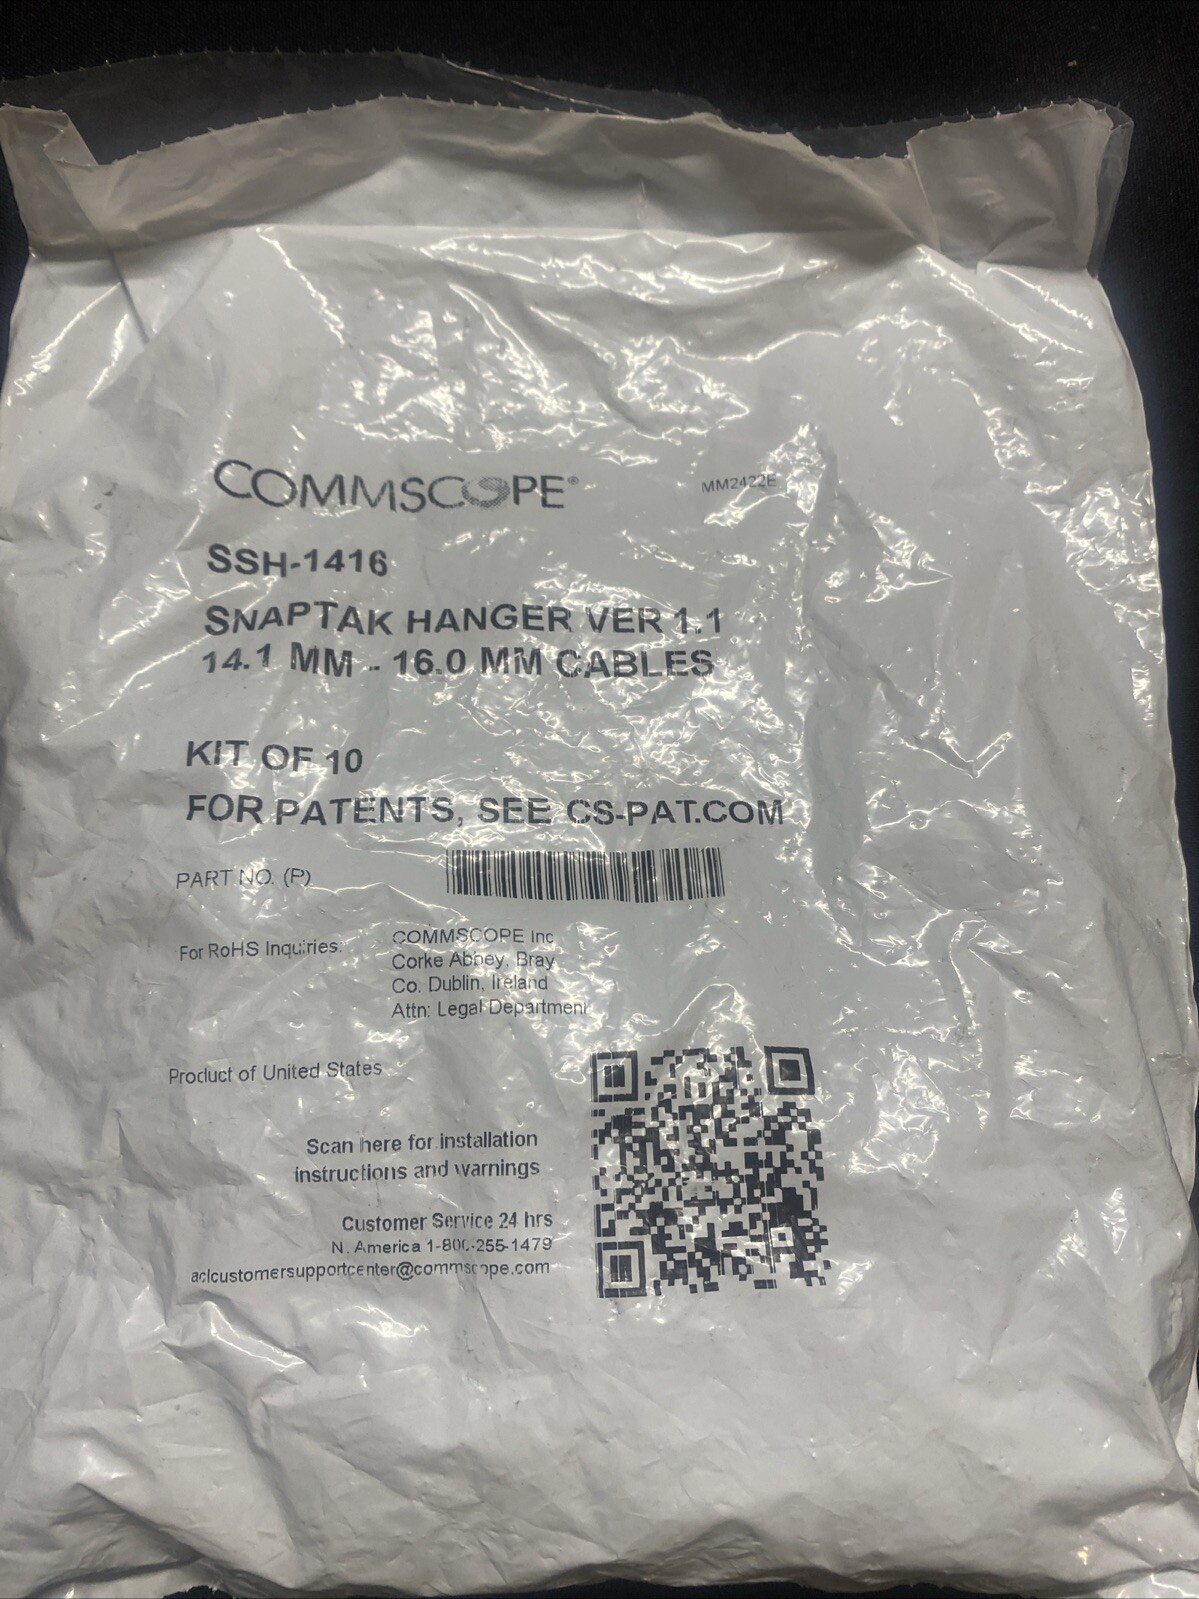 COMMSCOPE®
MM2422E
SSH-1416
SNAPTAK HANGER VER 1.1
14.1 MM - 16.0 MM CABLES
KIT OF 10
FOR PATENTS, SEE CS-PAT.COM
PART NO. (P)
For RoHS Inquiries:
COMMSCOPE Inc
Corke Abbey, Bray
Co. Dublin, Ireland
Attn: Legal Department
Product of United States
Scan here for installation
instructions and warnings
Customer Service 24 hrs
N. America 1-800-255-1479
aclcustomersupportcenter@commscope.com